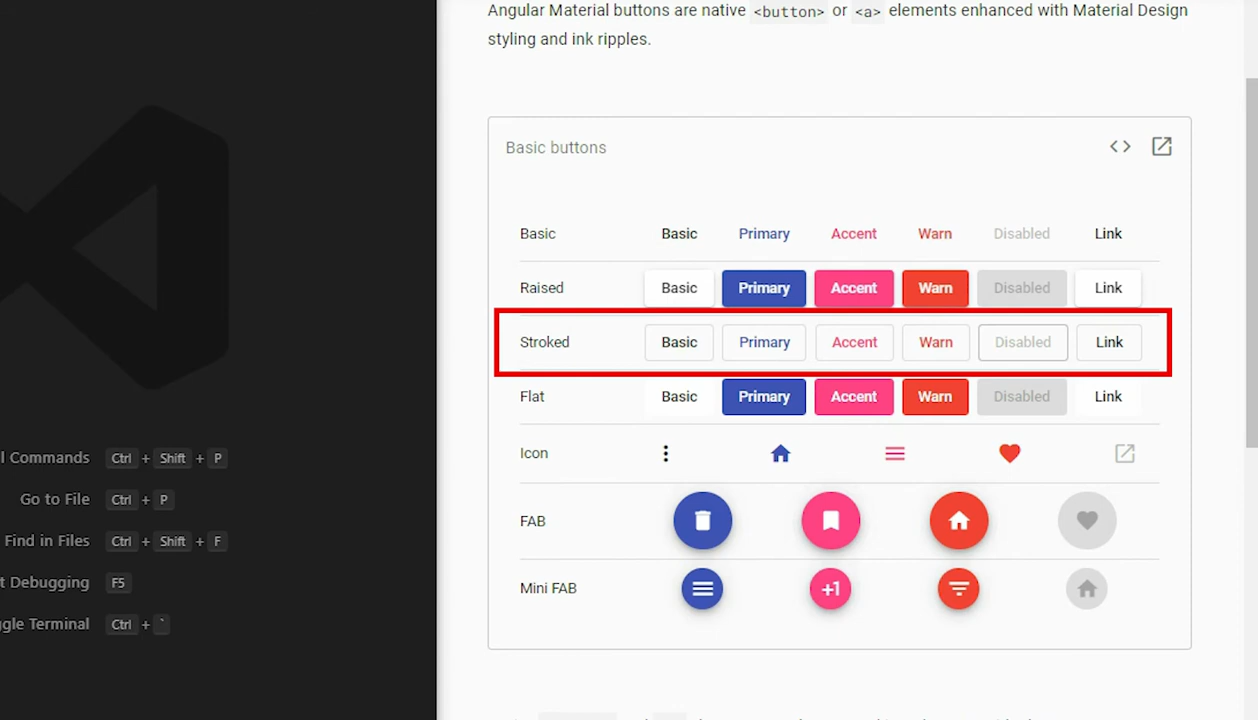 Angular Material buttons are native <button> or <a> elements enhanced with Material Design
styling and ink ripples.
Basic buttons
Basic Basic Primary Accent Warn Disabled Link
Raised Basic Primary Accent Warn Disabled Link
Stroked Basic Primary Accent Warn Disabled Link
Flat Basic Primary Accent Warn Disabled Link
Icon
FAB
Mini FAB +1
Commands Ctrl + Shift + P
Go to File Ctrl + P
Find in Files Ctrl + Shift + F
Debugging F5
Terminal Ctrl + `